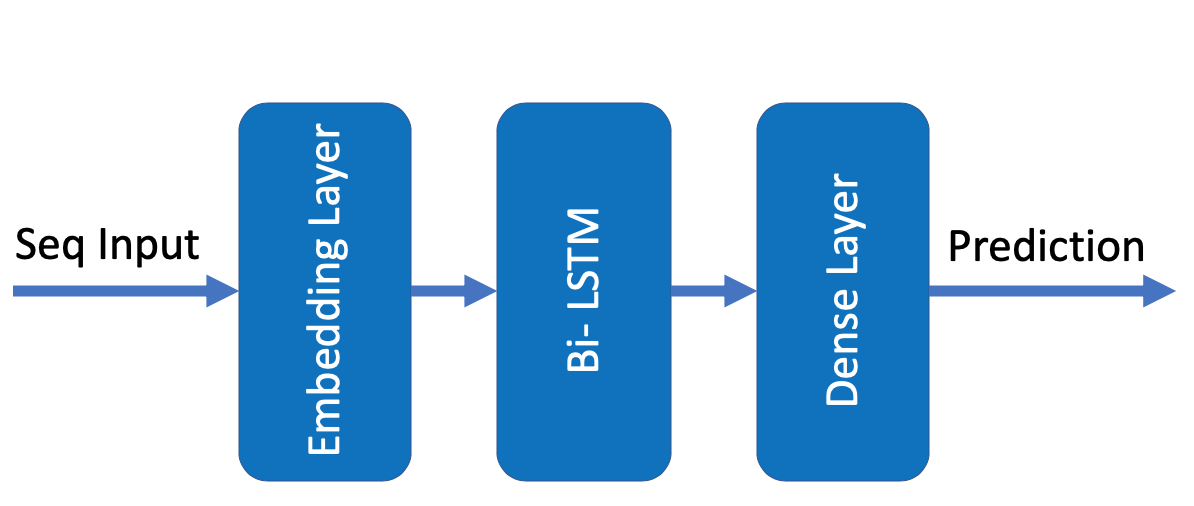 Seq Input
Embedding Layer
Bi- LSTM
Dense Layer
Prediction